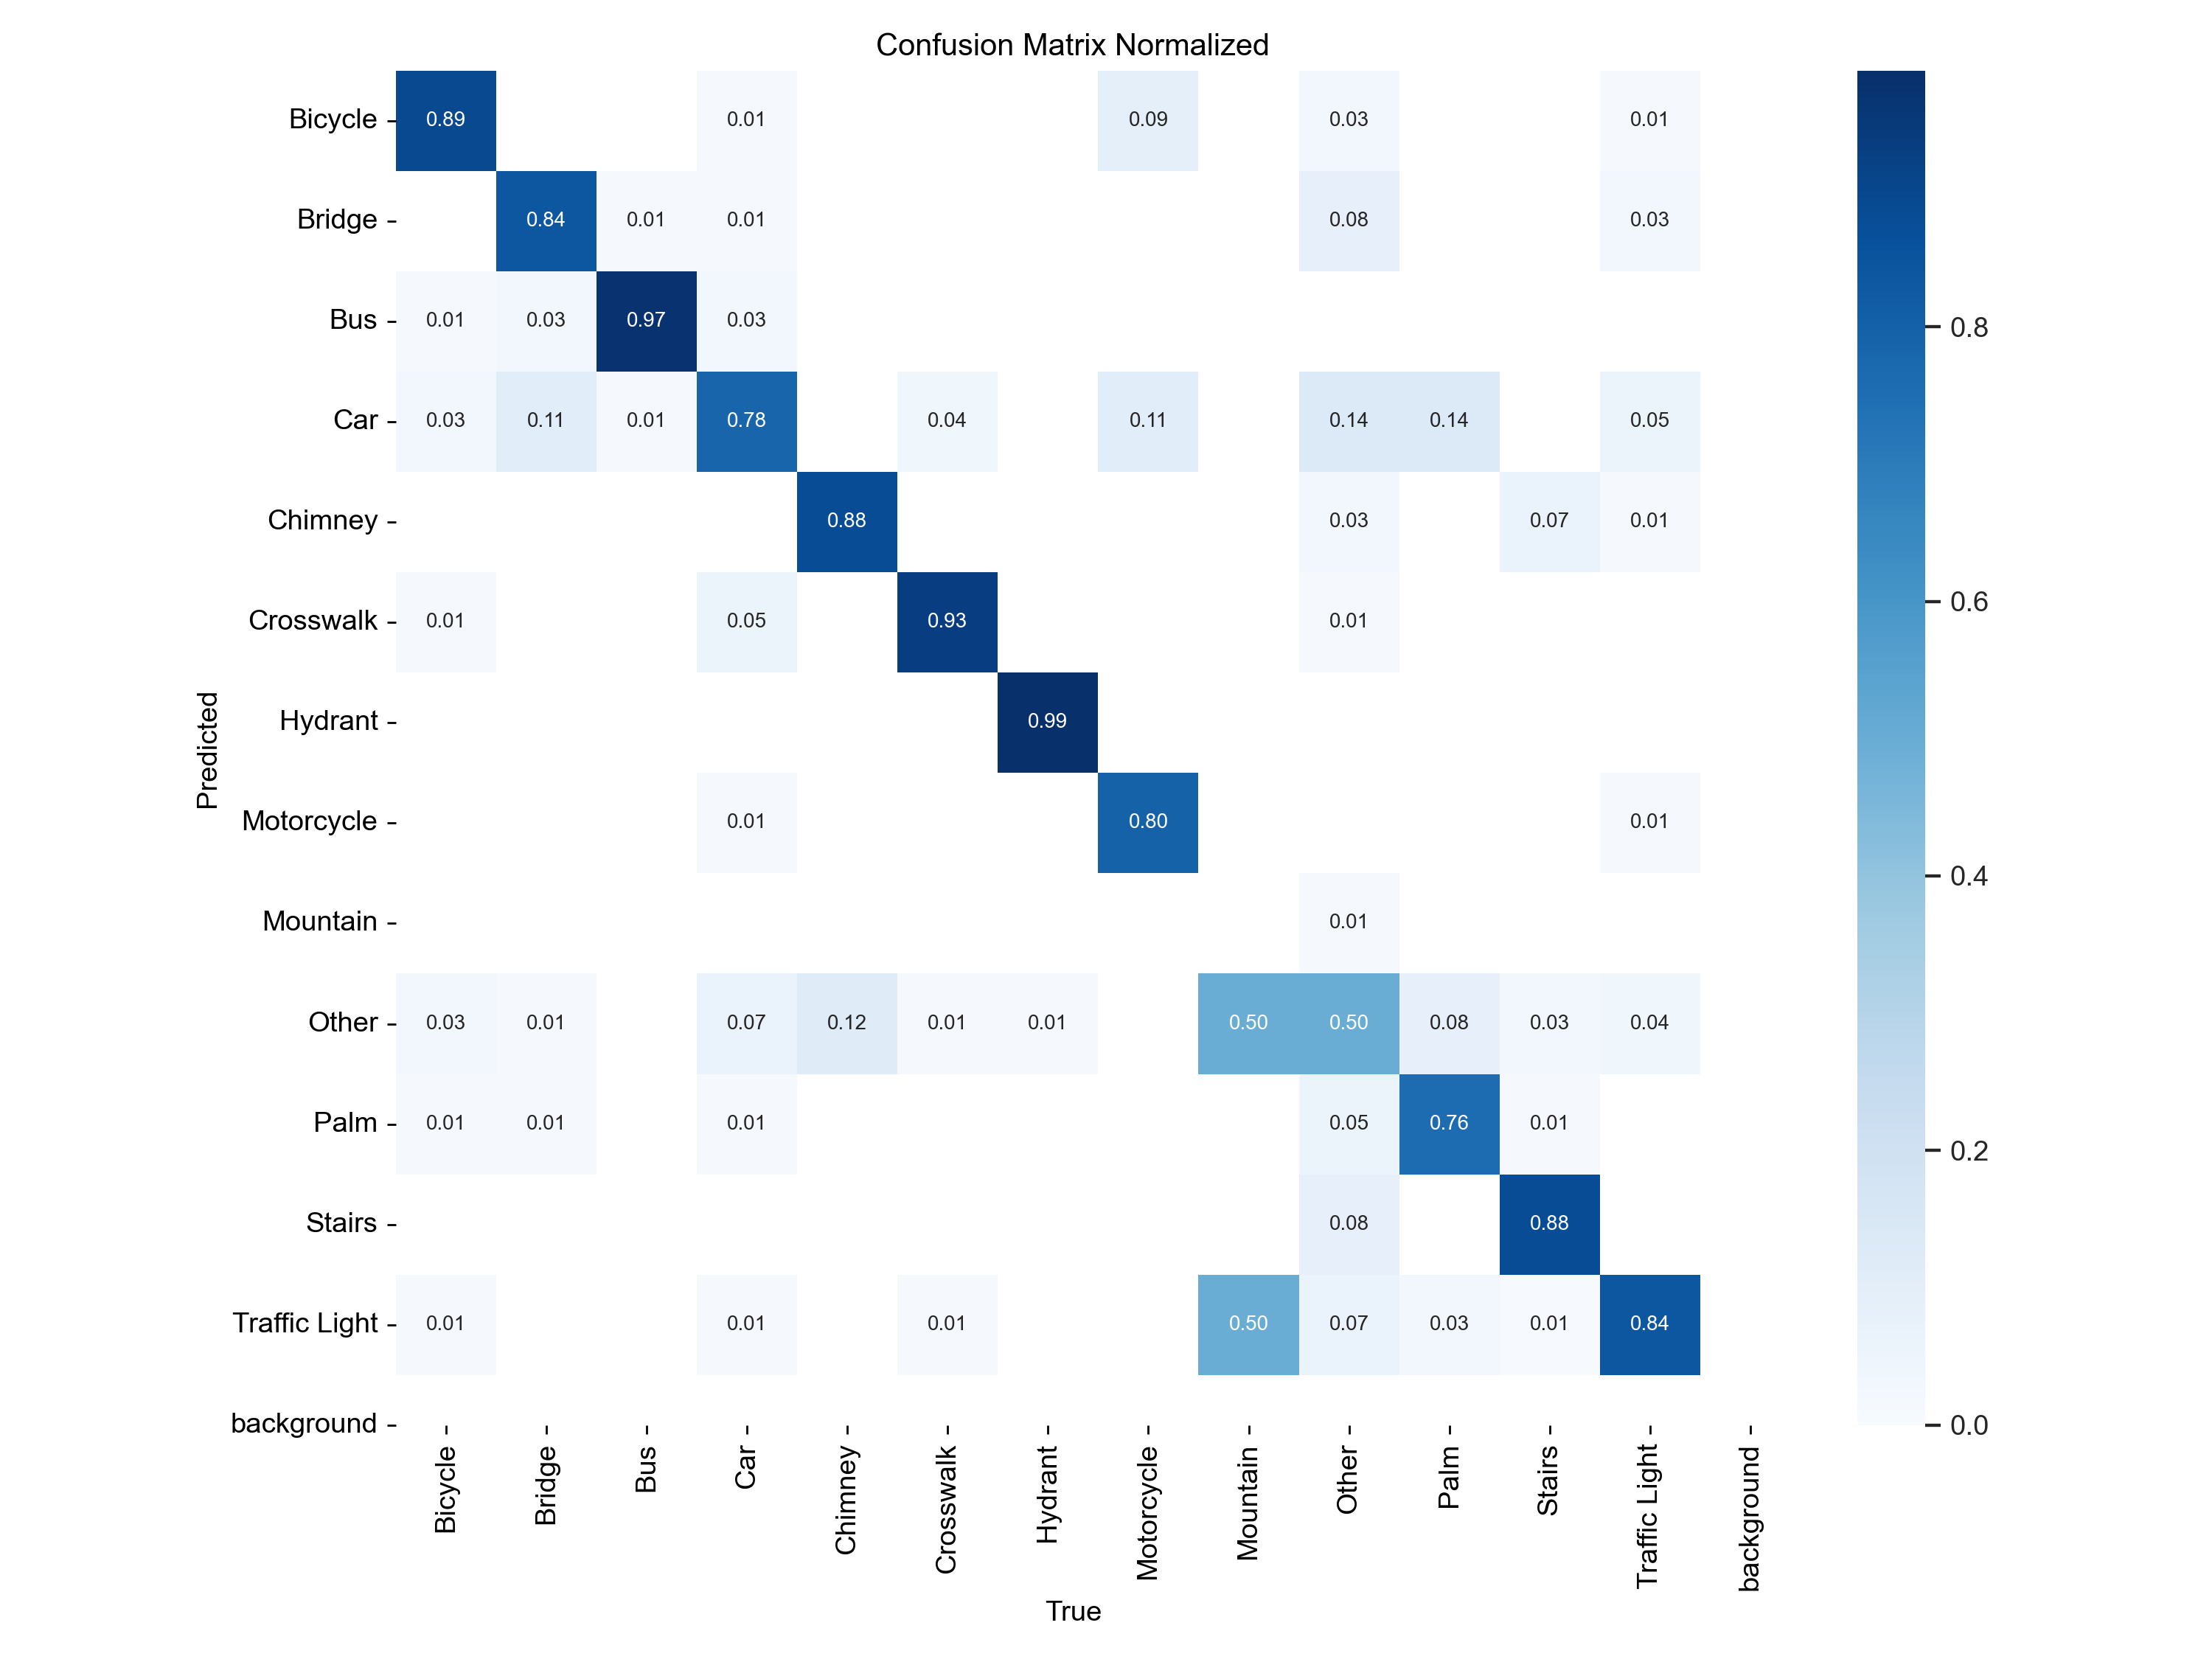 Confusion Matrix Normalized
Bicycle 0.89 0.01 0.09 0.03 0.01
Bridge 0.84 0.01 0.01 0.08 0.03
Bus 0.01 0.03 0.97 0.03
0.8
Car 0.03 0.11 0.01 0.78 0.04 0.11 0.14 0.14 0.05
Chimney 0.88 0.03 0.07 0.01
0.6
Crosswalk 0.01 0.05 0.93 0.01
Hydrant 0.99
Predicted
Motorcycle 0.01 0.80 0.01
0.4
Mountain 0.01
Other 0.03 0.01 0.07 0.12 0.01 0.01 0.50 0.50 0.08 0.03 0.04
Palm 0.01 0.01 0.01 0.05 0.76 0.01
0.2
Stairs 0.08 0.88
Traffic Light 0.01 0.01 0.01 0.50 0.07 0.03 0.01 0.84
background
0.0
Bicycle
Bridge
Bus
Car
Chimney
Crosswalk
Hydrant
Motorcycle
Mountain
Other
Palm
Stairs
Traffic Light
background
True